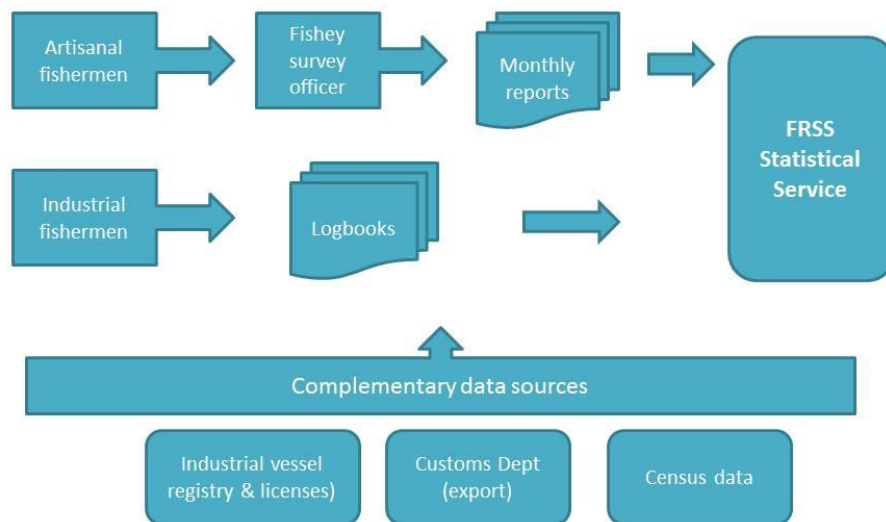 Artisanal
fishermen
Fishey
survey
officer
Monthly
reports
FRSS
Statistical
Service
Industrial
fishermen
Logbooks
Complementary data sources
Industrial vessel
registry & licenses)
Customs Dept
(export)
Census data